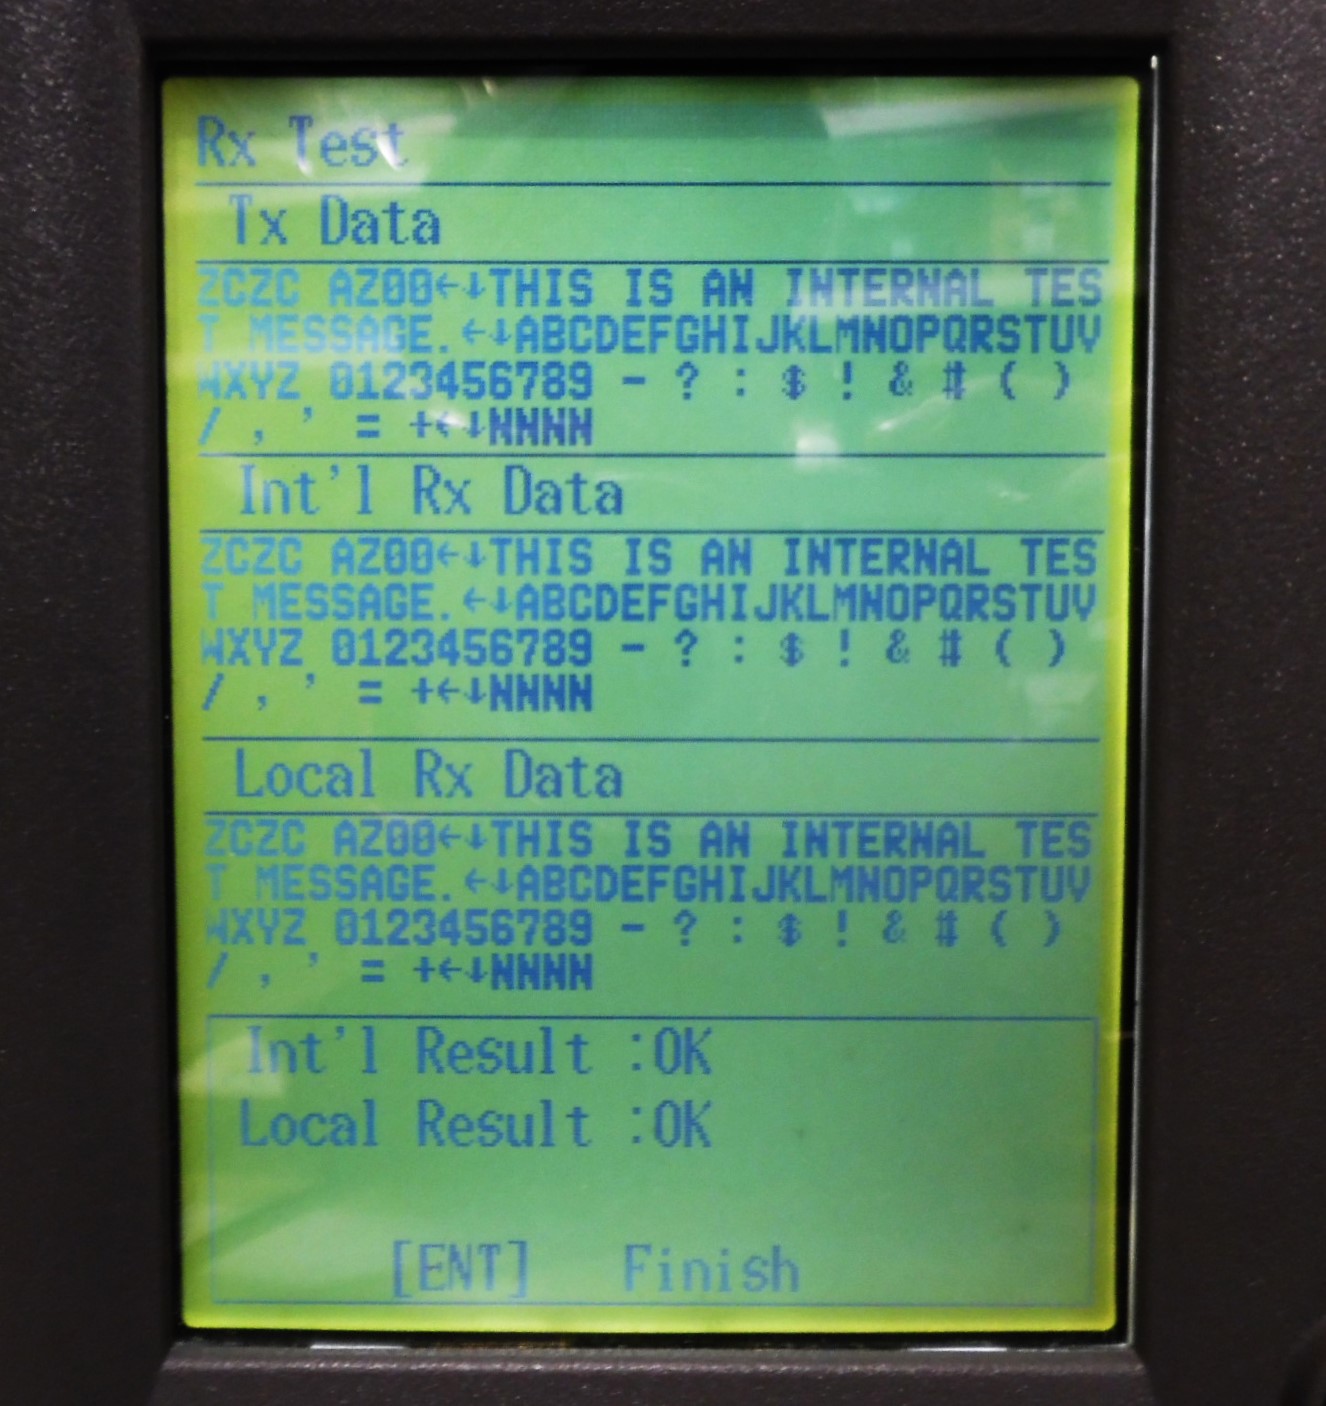 Rx Test
Tx Data
ZCZC AZ00←↓THIS IS AN INTERNAL TES
T MESSAGE.←↓ABCDEFGHIJKLMNOPQRSTUV
WXYZ 0123456789 - ? : $ ! & # ( )
/ , ' = +←↓NNNN
Int'l Rx Data
ZCZC AZ00←↓THIS IS AN INTERNAL TES
T MESSAGE.←↓ABCDEFGHIJKLMNOPQRSTUV
WXYZ 0123456789 - ? : $ ! & # ( )
/ , ' = +←↓NNNN
Local Rx Data
ZCZC AZ00←↓THIS IS AN INTERNAL TES
T MESSAGE.←↓ABCDEFGHIJKLMNOPQRSTUV
WXYZ 0123456789 - ? : $ ! & # ( )
/ , ' = +←↓NNNN
Int'l Result :OK
Local Result :OK
[ENT] Finish